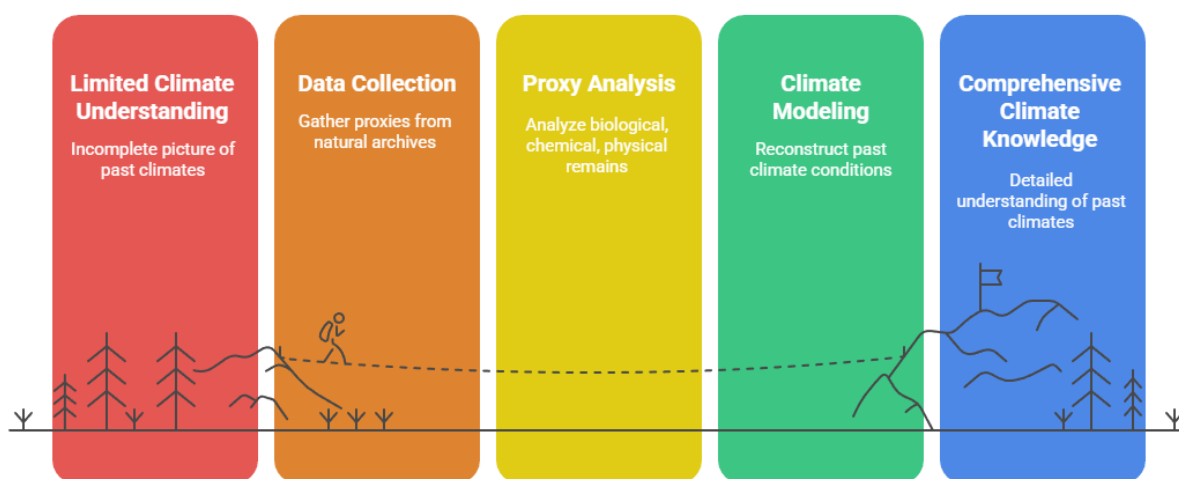 Limited Climate
Understanding
Incomplete picture of
past climates
Data Collection
Gather proxies from
natural archives
Proxy Analysis
Analyze biological,
chemical, physical
remains
Climate
Modeling
Reconstruct past
climate conditions
Comprehensive
Climate
Knowledge
Detailed
understanding of past
climates